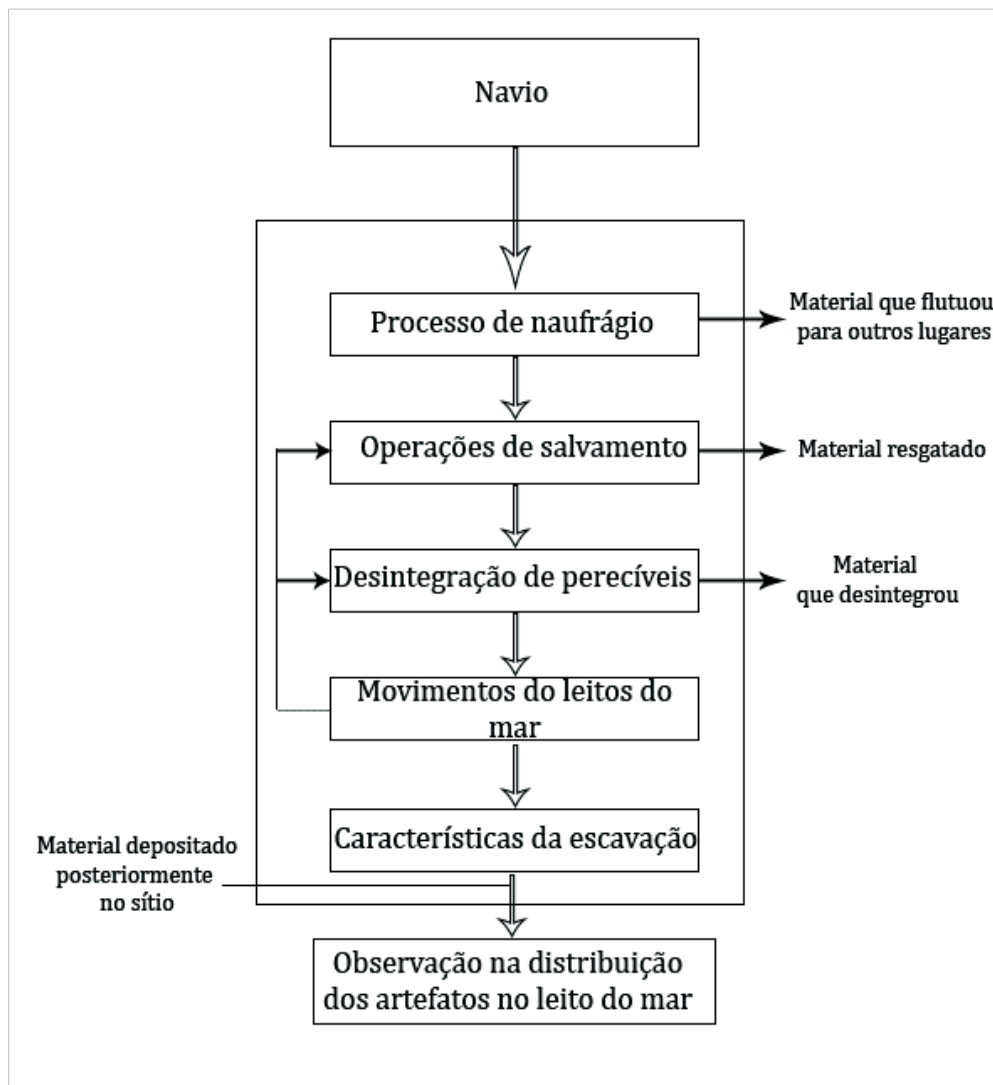 Navio
Processo de naufrágio
Material que flutuou
para outros lugares
Operações de salvamento
Material resgatado
Desintegração de perecíveis
Material
que desintegrou
Movimentos do leitos do
mar
Características da escavação
Material depositado
posteriormente
no sítio
Observação na distribuição
dos artefatos no leito do mar